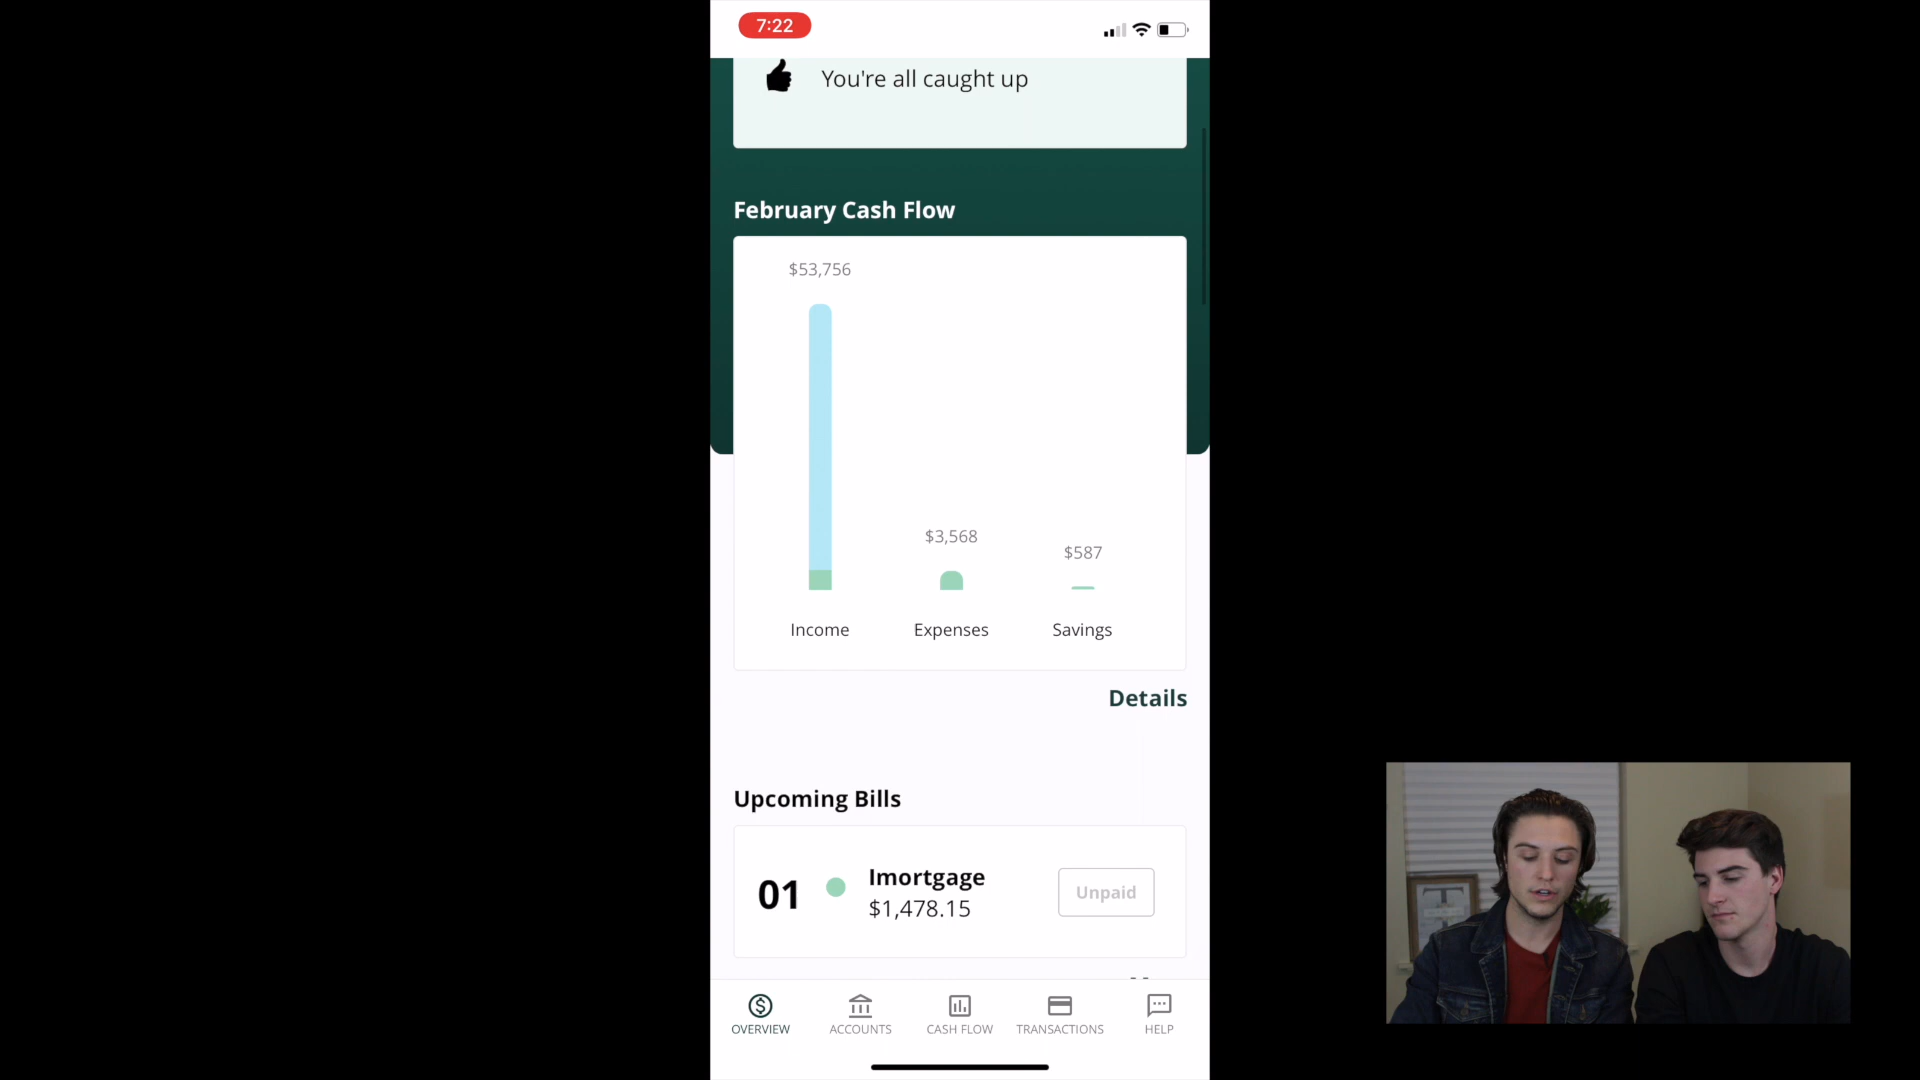 7:22
You're all caught up
February Cash Flow
$53,756
$3,568
$587
Income
Expenses
Savings
Details
Upcoming Bills
01
Imortgage
$1,478.15
Unpaid
OVERVIEW
ACCOUNTS
CASH FLOW
TRANSACTIONS
HELP